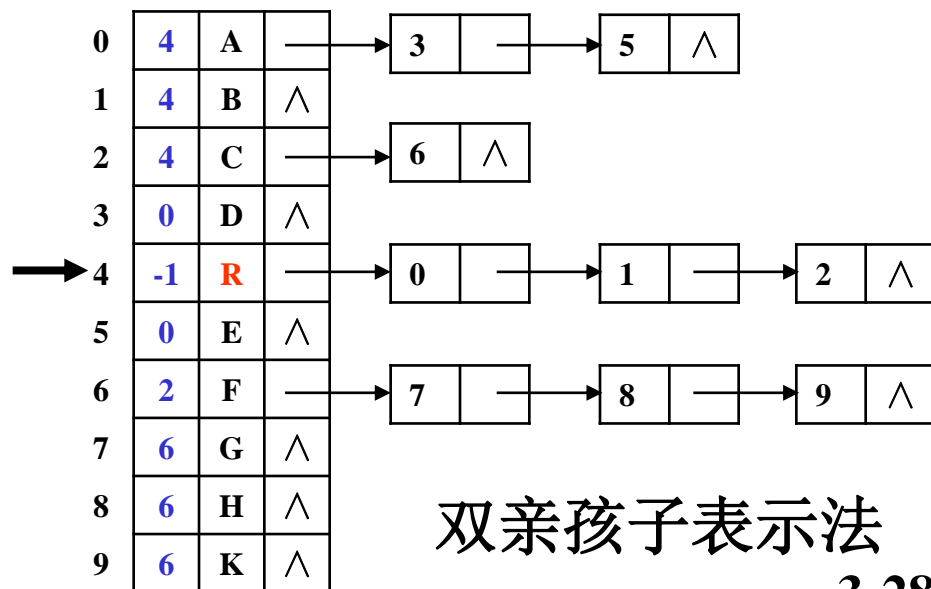 0 4 A 3 5 ∧
1 4 B ∧
2 4 C 6 ∧
3 0 D ∧
4 -1 R 0 1 2 ∧
5 0 E ∧
6 2 F 7 8 9 ∧
7 6 G ∧
8 6 H ∧
9 6 K ∧
双亲孩子表示法